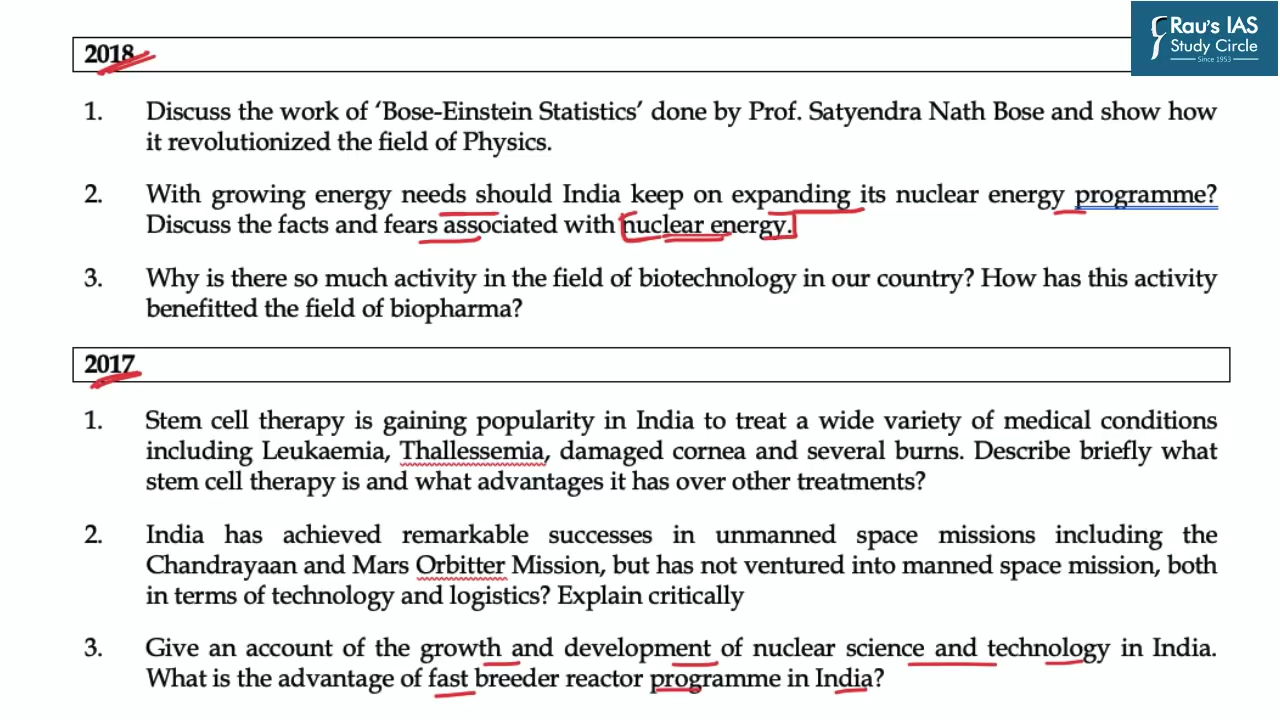 Rau's IAS
Study Circle
Since 1953
2018
1. Discuss the work of ‘Bose-Einstein Statistics’ done by Prof. Satyendra Nath Bose and show how
it revolutionized the field of Physics.
2. With growing energy needs should India keep on expanding its nuclear energy programme?
Discuss the facts and fears associated with nuclear energy.
3. Why is there so much activity in the field of biotechnology in our country? How has this activity
benefitted the field of biopharma?
2017
1. Stem cell therapy is gaining popularity in India to treat a wide variety of medical conditions
including Leukaemia, Thallessemia, damaged cornea and several burns. Describe briefly what
stem cell therapy is and what advantages it has over other treatments?
2. India has achieved remarkable successes in unmanned space missions including the
Chandrayaan and Mars Orbitter Mission, but has not ventured into manned space mission, both
in terms of technology and logistics? Explain critically
3. Give an account of the growth and development of nuclear science and technology in India.
What is the advantage of fast breeder reactor programme in India?